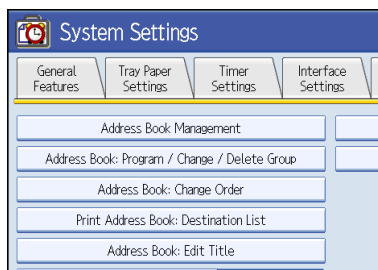 System Settings
General Features
Tray Paper Settings
Timer Settings
Interface Settings
Address Book Management
Address Book: Program / Change / Delete Group
Address Book: Change Order
Print Address Book: Destination List
Address Book: Edit Title